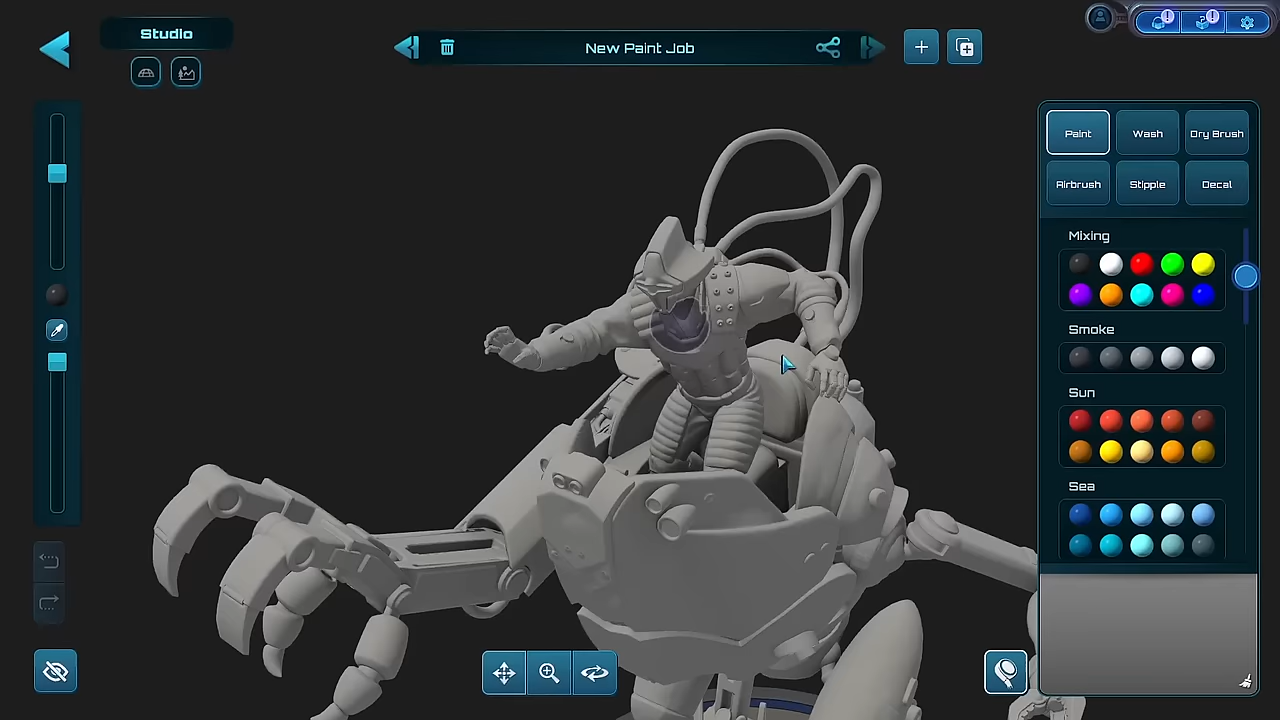 Studio
New Paint Job
Paint
Wash
Dry Brush
Airbrush
Stipple
Decal
Mixing
Smoke
Sun
Sea